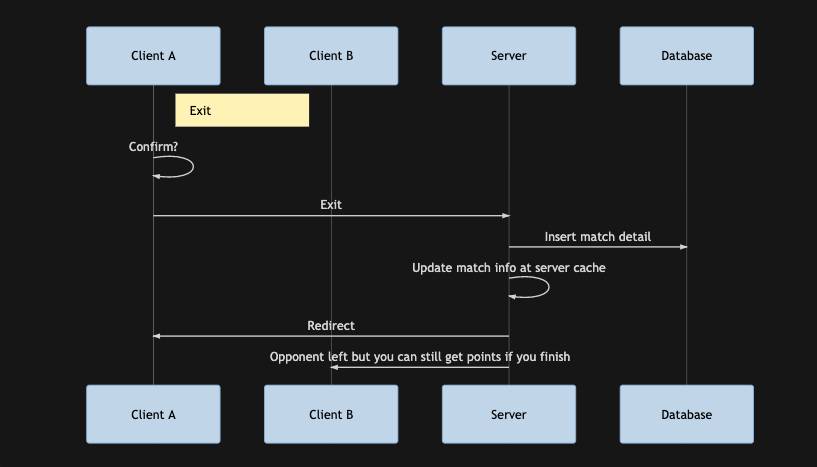 Client A
Client B
Server
Database
Exit
Confirm?
Exit
Insert match detail
Update match info at server cache
Redirect
Opponent left but you can still get points if you finish
Client A
Client B
Server
Database